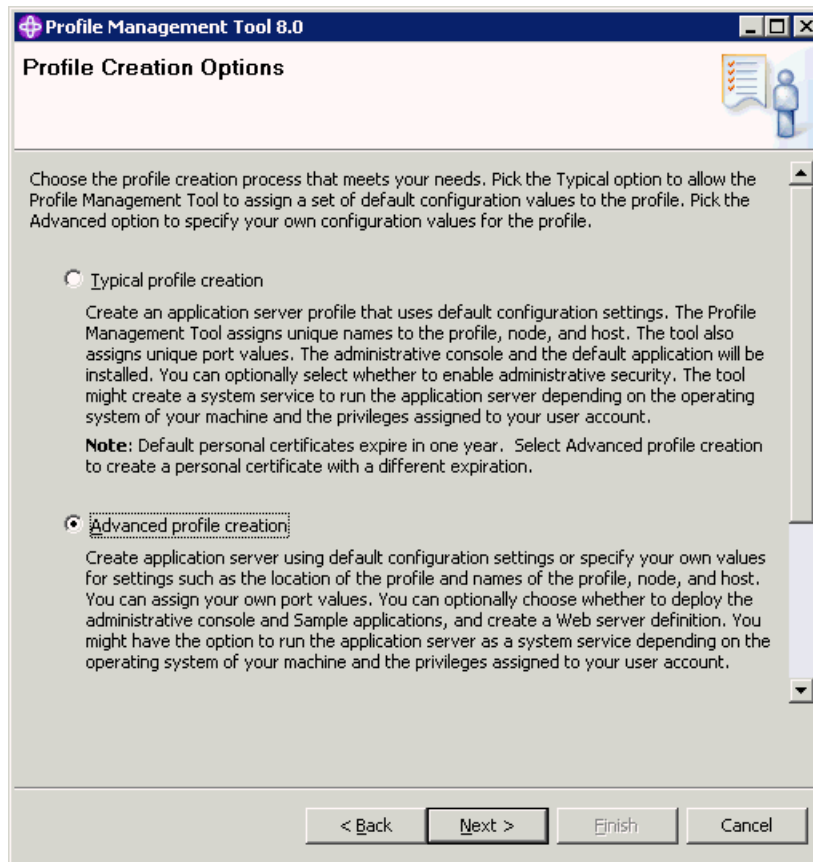 Profile Management Tool 8.0
Profile Creation Options
Choose the profile creation process that meets your needs. Pick the Typical option to allow the
Profile Management Tool to assign a set of default configuration values to the profile. Pick the
Advanced option to specify your own configuration values for the profile.
Typical profile creation
Create an application server profile that uses default configuration settings. The Profile
Management Tool assigns unique names to the profile, node, and host. The tool also
assigns unique port values. The administrative console and the default application will be
installed. You can optionally select whether to enable administrative security. The tool
might create a system service to run the application server depending on the operating
system of your machine and the privileges assigned to your user account.
Note: Default personal certificates expire in one year. Select Advanced profile creation
to create a personal certificate with a different expiration.
Advanced profile creation
Create application server using default configuration settings or specify your own values
for settings such as the location of the profile and names of the profile, node, and host.
You can assign your own port values. You can optionally choose whether to deploy the
administrative console and Sample applications, and create a Web server definition. You
might have the option to run the application server as a system service depending on the
operating system of your machine and the privileges assigned to your user account.
< Back Next > Finish Cancel